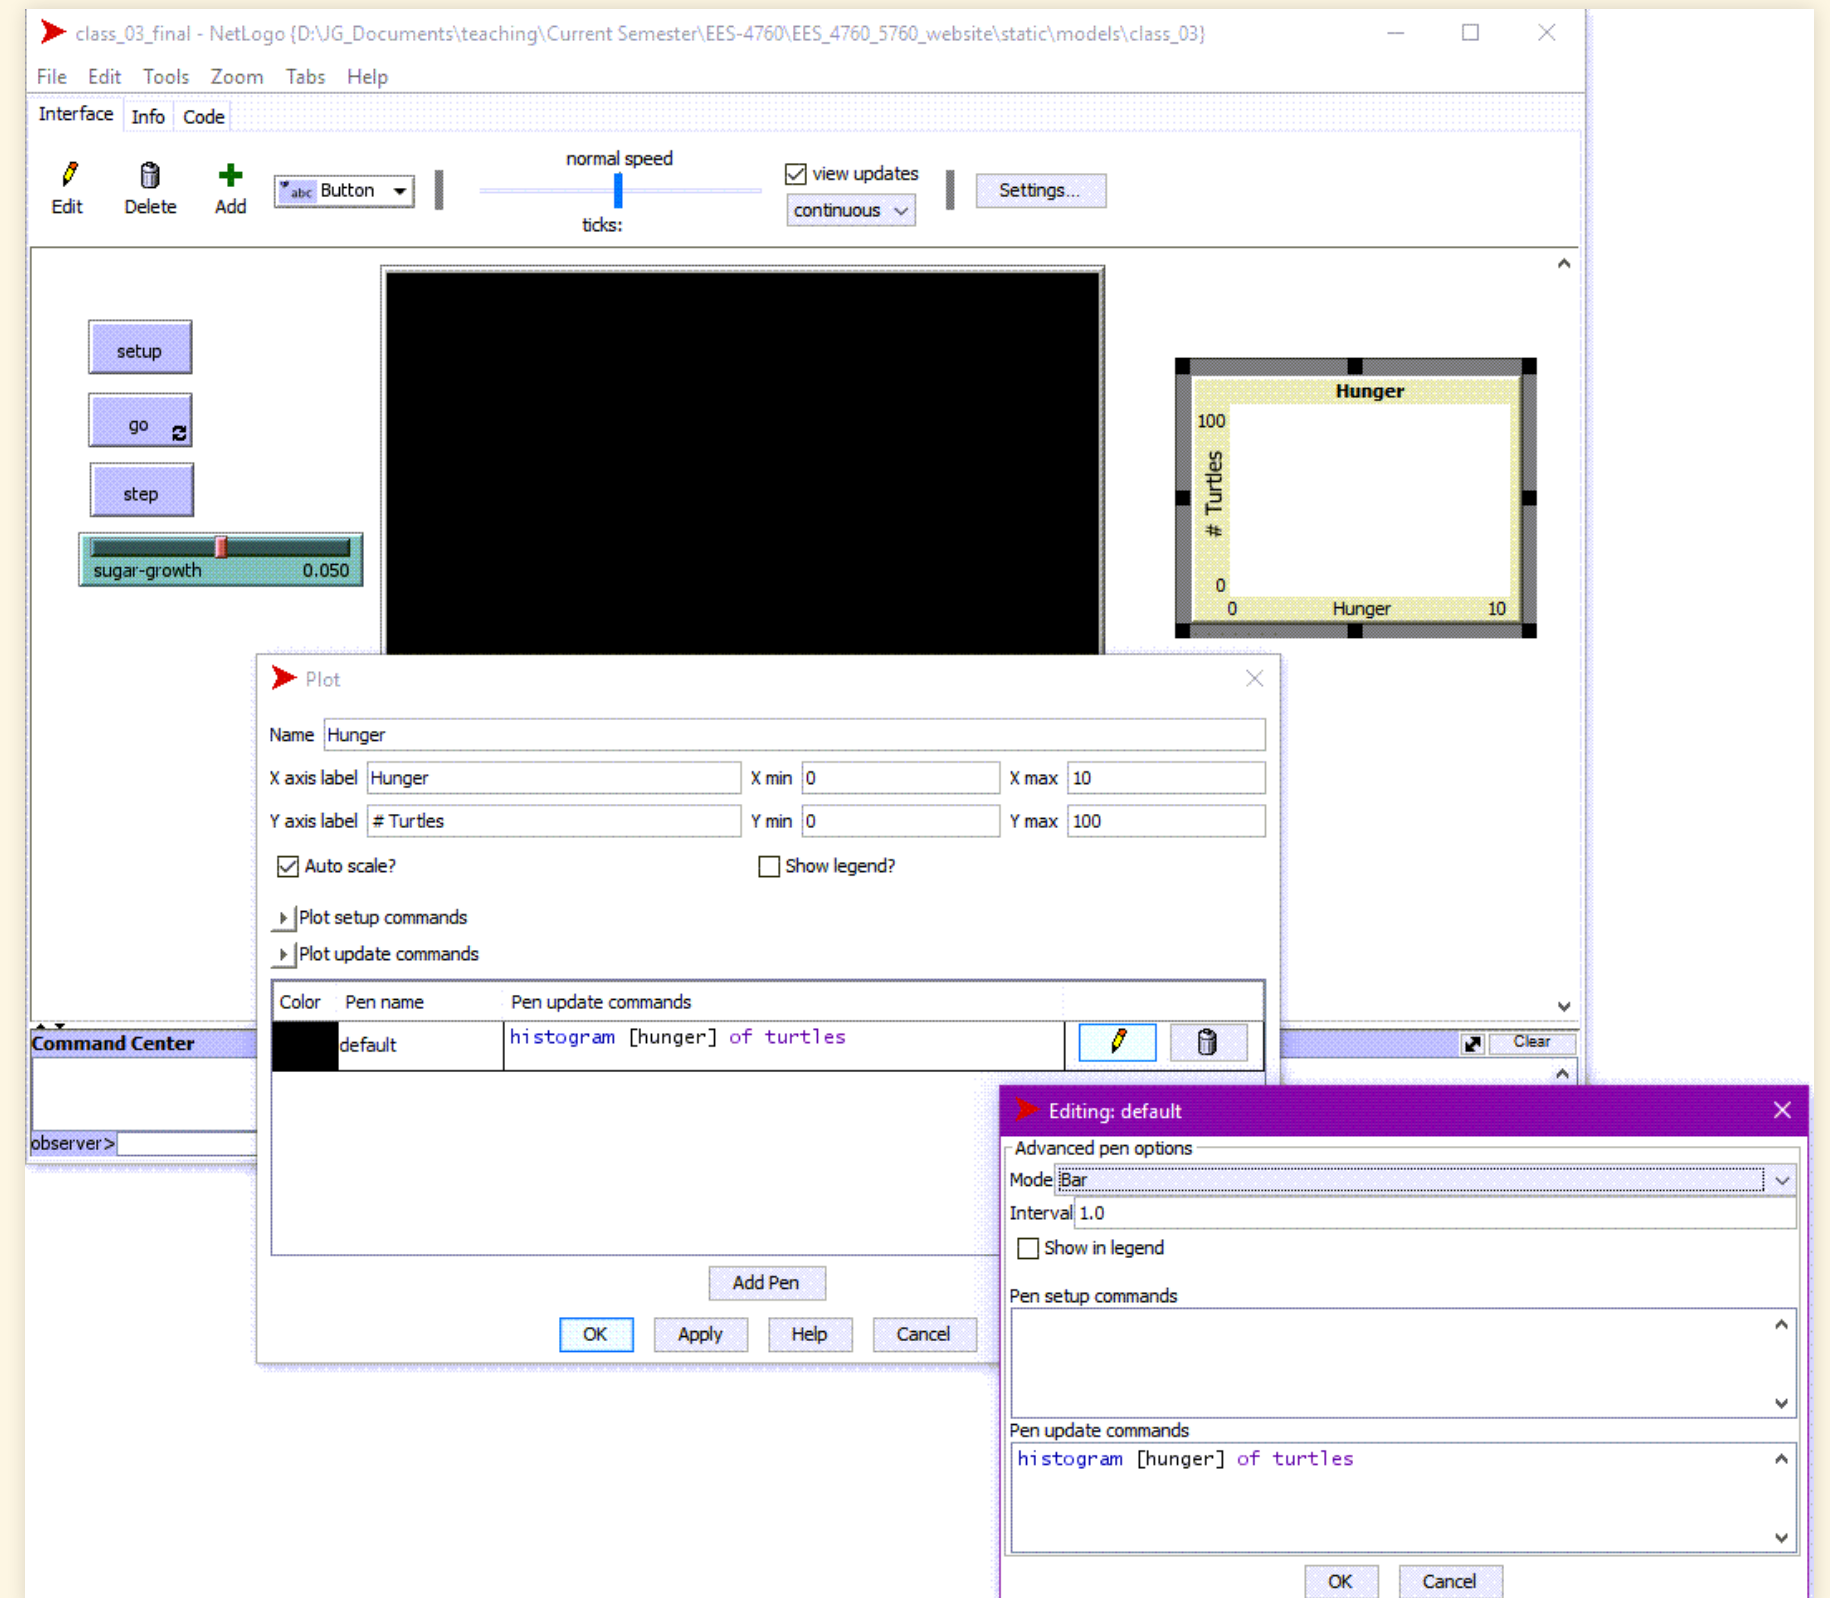 class_03_final - NetLogo {D:\JG_Documents\teaching\Current Semester\EES-4760\EES_4760_5760_website\static\models\class_03}
File Edit Tools Zoom Tabs Help
Interface Info Code
normal speed
view updates
abc Button
Settings...
Edit Delete Add
continuous
ticks:
setup
go
step
sugar-growth 0.050
Hunger
100
# Turtles
0
0 Hunger 10
Plot
Name Hunger
X axis label Hunger X min 0 X max 10
Y axis label # Turtles Y min 0 Y max 100
Auto scale? Show legend?
Plot setup commands
Plot update commands
Color Pen name Pen update commands
default histogram [hunger] of turtles
Add Pen
OK Apply Help Cancel
Command Center
Clear
observer>
Editing: default
Advanced pen options
Mode Bar
Interval 1.0
Show in legend
Pen setup commands
Pen update commands
histogram [hunger] of turtles
OK Cancel